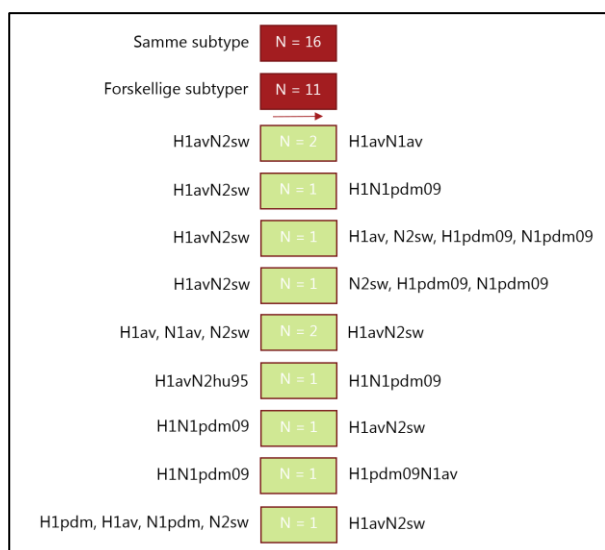 Samme subtype N = 16
Forskellige subtyper N = 11
H1avN2sw N = 2 H1avN1av
H1avN2sw N = 1 H1N1pdm09
H1avN2sw N = 1 H1av, N2sw, H1pdm09, N1pdm09
H1avN2sw N = 1 N2sw, H1pdm09, N1pdm09
H1av, N1av, N2sw N = 2 H1avN2sw
H1avN2hu95 N = 1 H1N1pdm09
H1N1pdm09 N = 1 H1avN2sw
H1N1pdm09 N = 1 H1pdm09N1av
H1pdm, H1av, N1pdm, N2sw N = 1 H1avN2sw